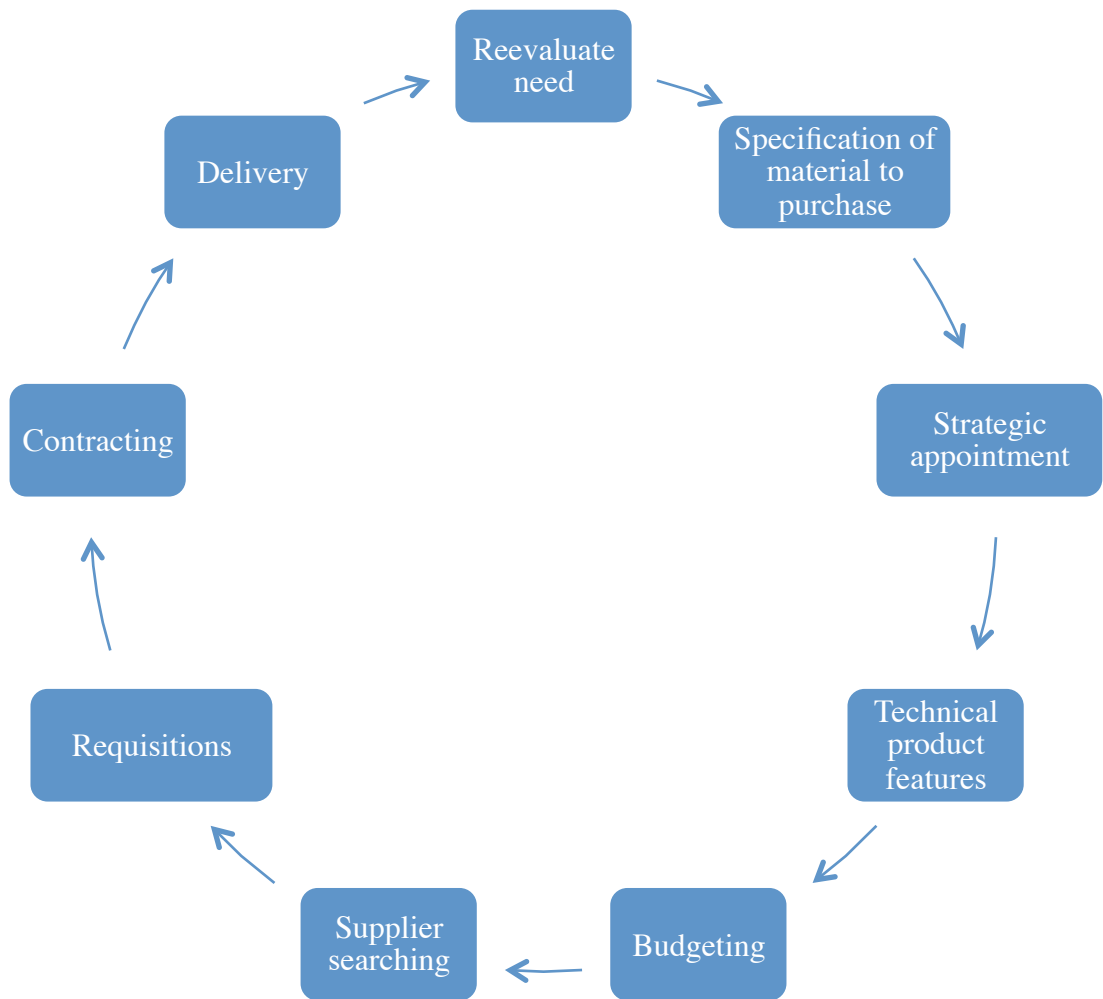 Reevaluate
need
Specification of
material to
purchase
Strategic
appointment
Technical
product
features
Budgeting
Supplier
searching
Requisitions
Contracting
Delivery